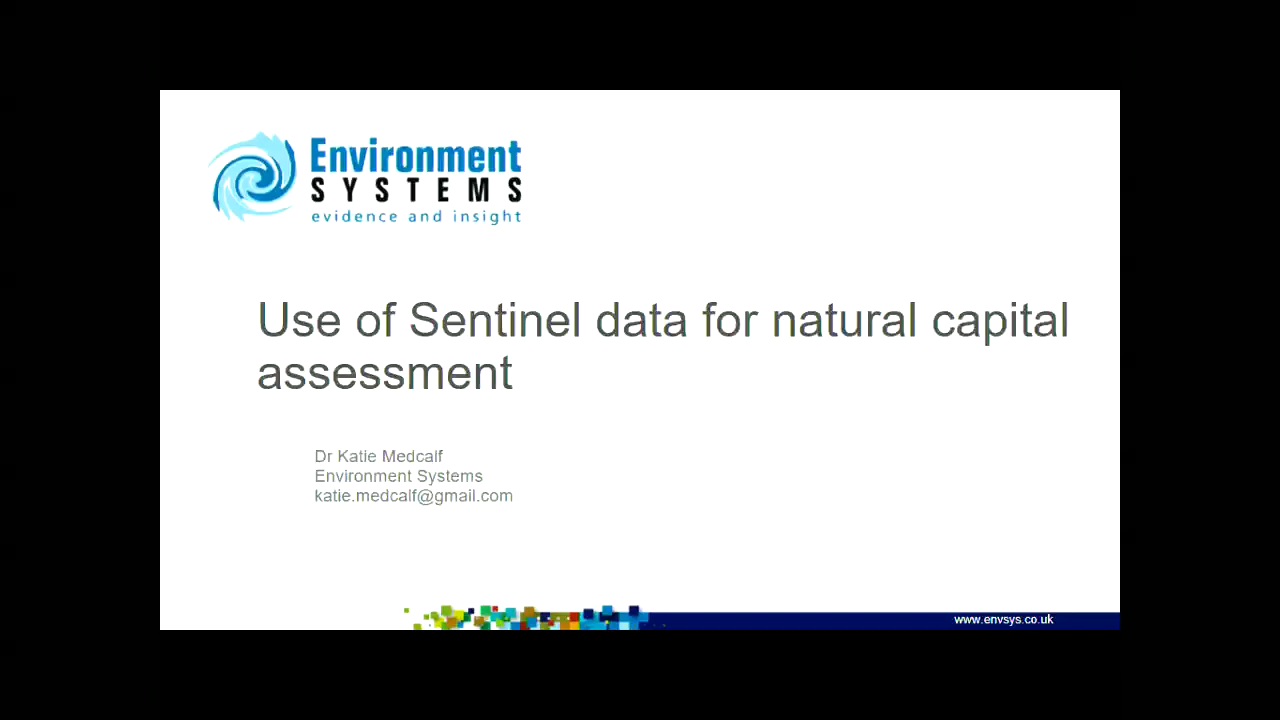 Environment
SYSTEMS
evidence and insight
Use of Sentinel data for natural capital
assessment
Dr Katie Medcalf
Environment Systems
katie.medcalf@gmail.com
www.envsys.co.uk